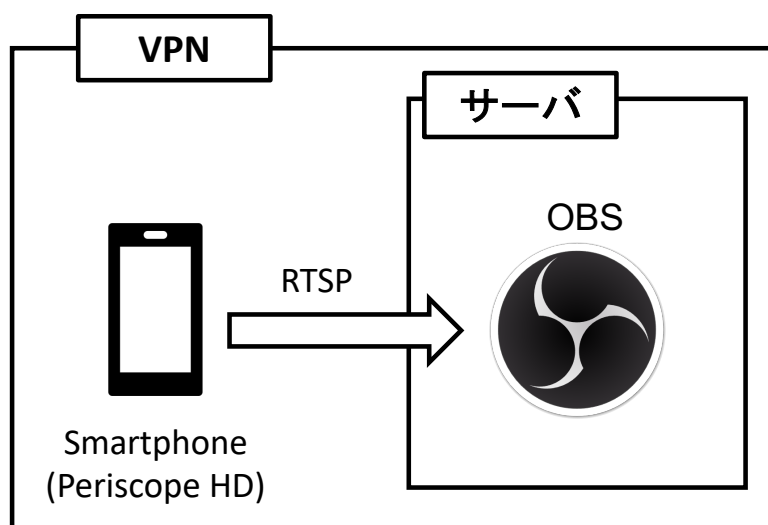 VPN
サーバ
OBS
RTSP
Smartphone
(Periscope HD)